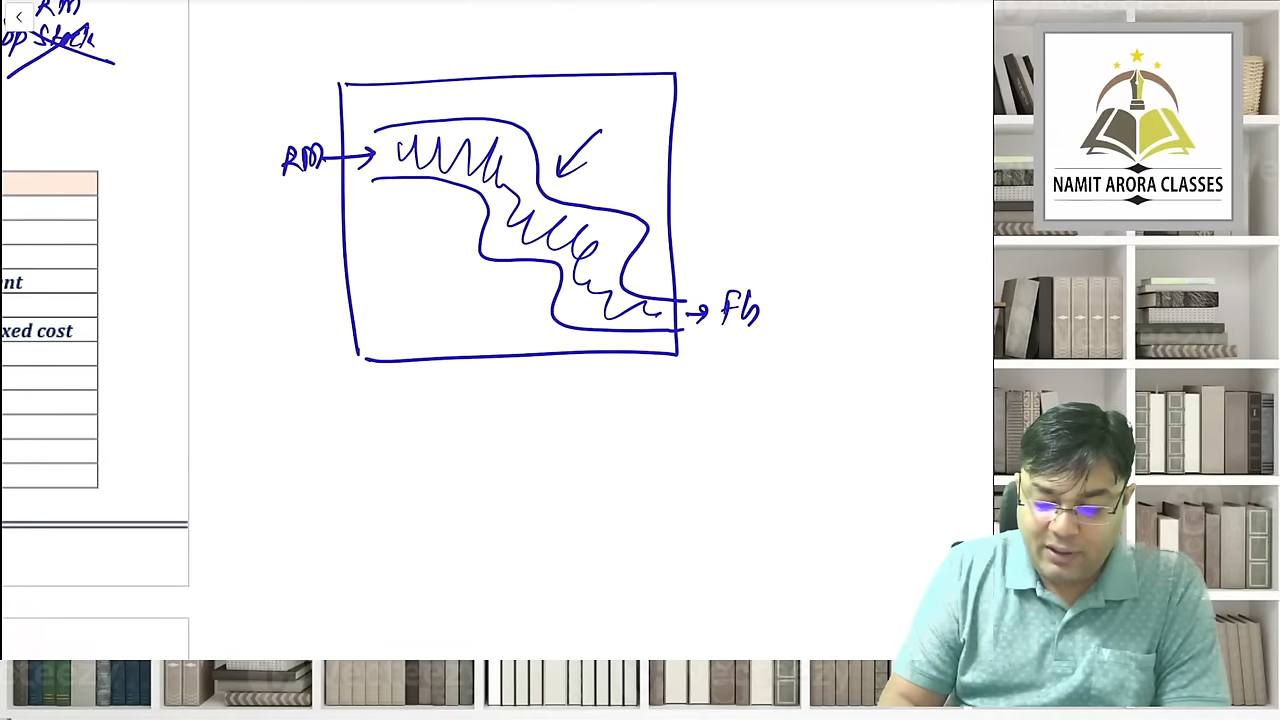 RM
op Stock
RM
FG
nt
xed cost
NAMIT ARORA CLASSES